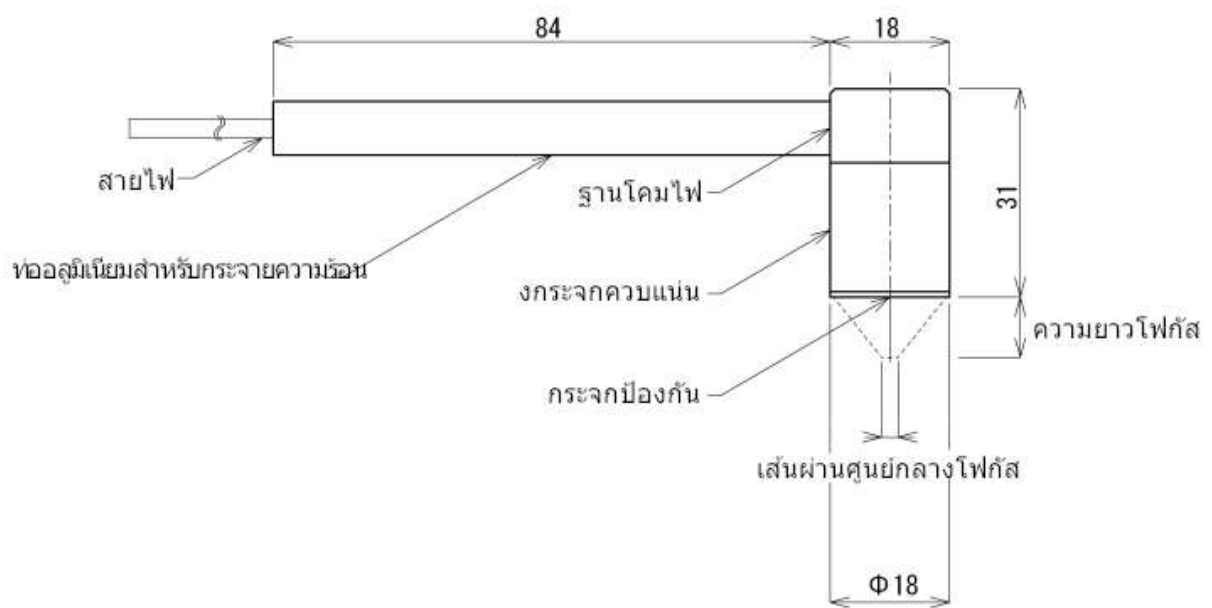 84
18
สายไฟ
ฐานโคมไฟ
31
ท่ออลูมิเนียมสำหรับกระจายความร้อน
งกระจกควบแน่น
ความยาวโฟกัส
กระจกป้องกัน
เส้นผ่านศูนย์กลางโฟกัส
Φ18